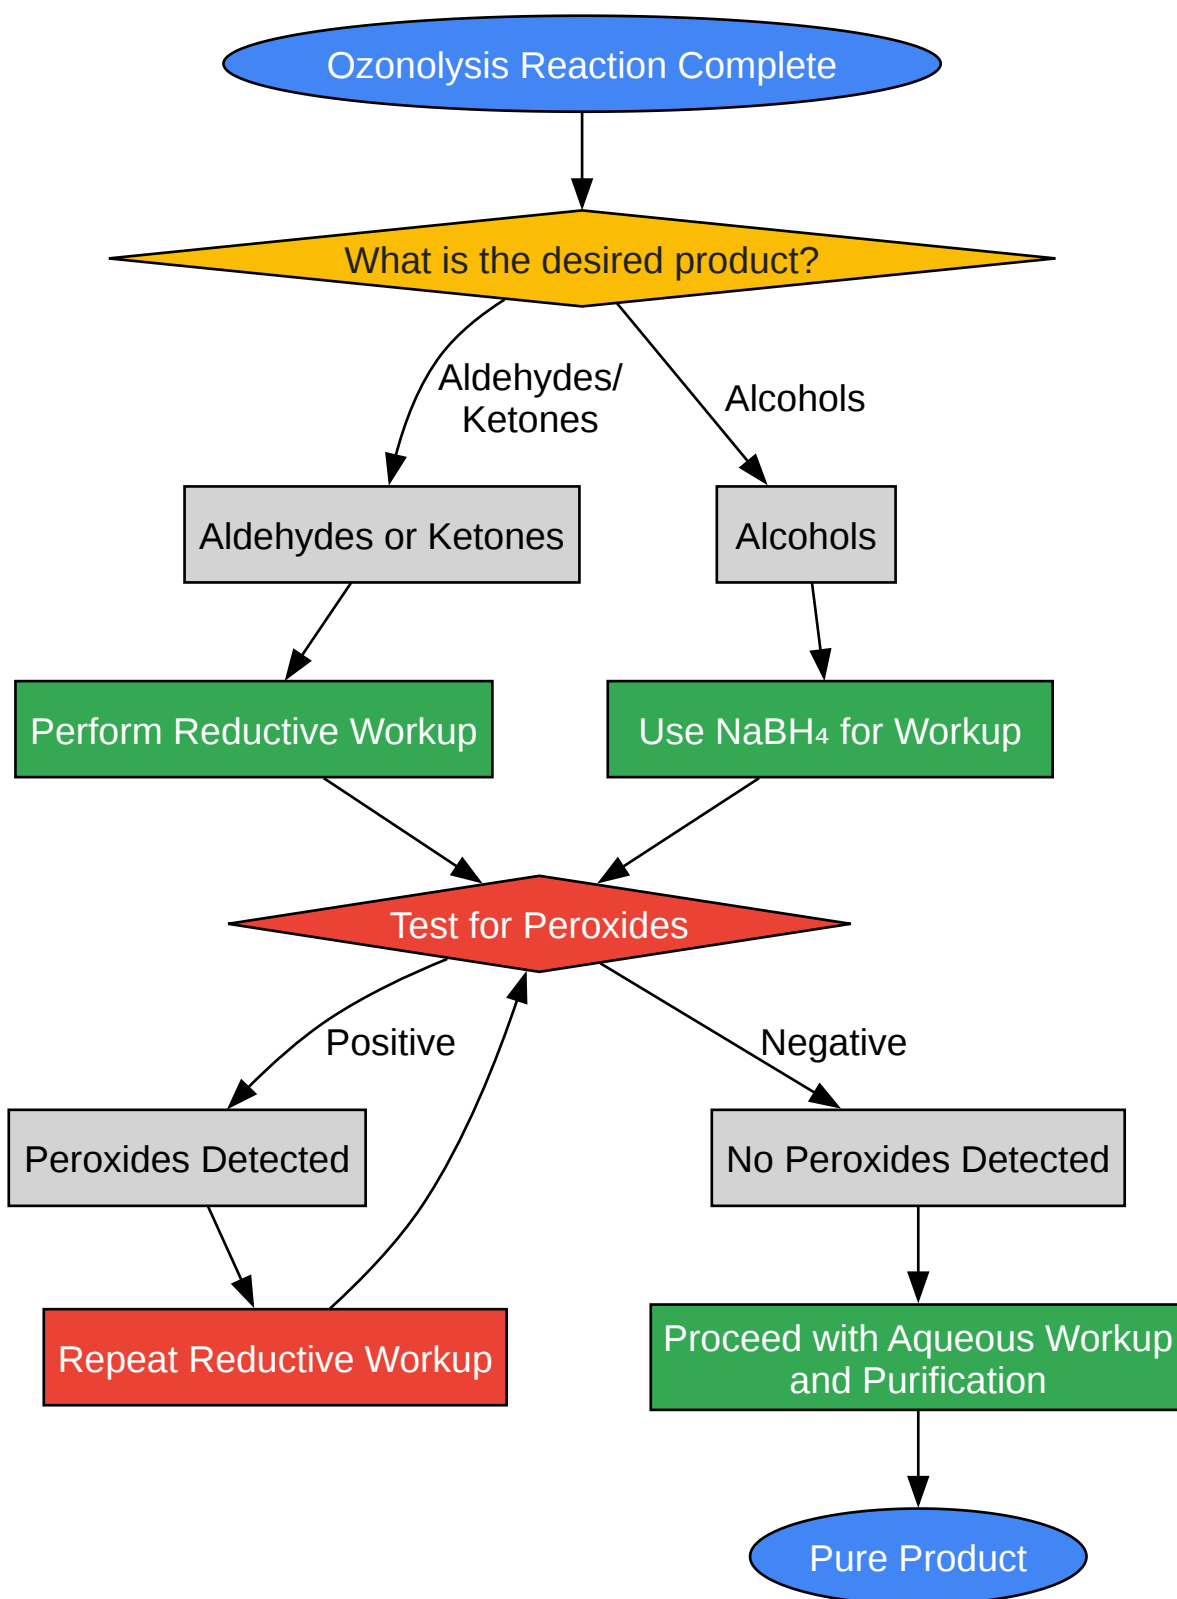 Ozonolysis Reaction Complete
What is the desired product?
Aldehydes/
Ketones
Alcohols
Aldehydes or Ketones
Alcohols
Perform Reductive Workup
Use NaBH₄ for Workup
Test for Peroxides
Positive
Negative
Peroxides Detected
No Peroxides Detected
Repeat Reductive Workup
Proceed with Aqueous Workup
and Purification
Pure Product